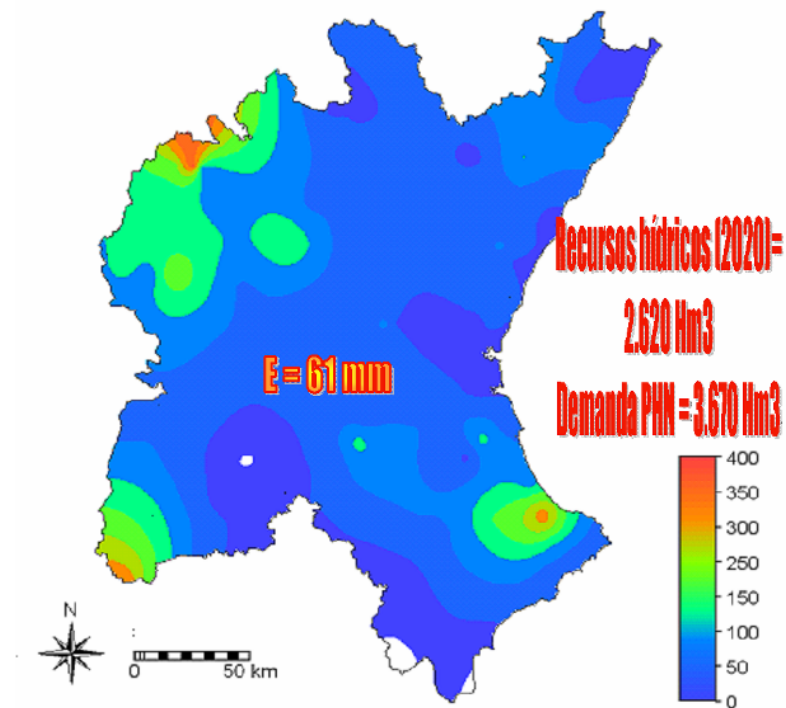 Recursos hídricos (2020)=
2.620 Hm3
E = 61 mm
Demanda PHN = 3.670 Hm3
400
350
300
250
200
150
100
50
0
N
0 50 km